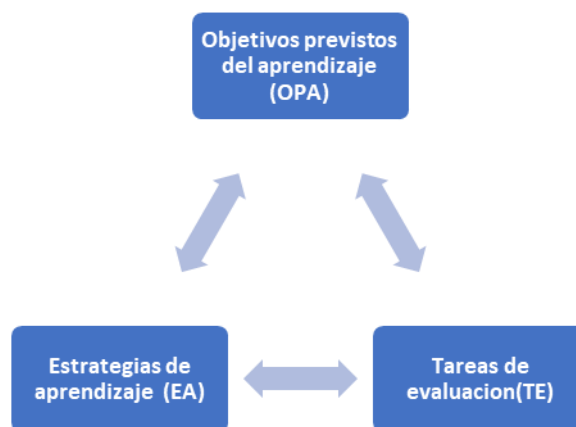 Objetivos previstos
del aprendizaje
(OPA)
Estrategias de
aprendizaje (EA)
Tareas de
evaluacion(TE)